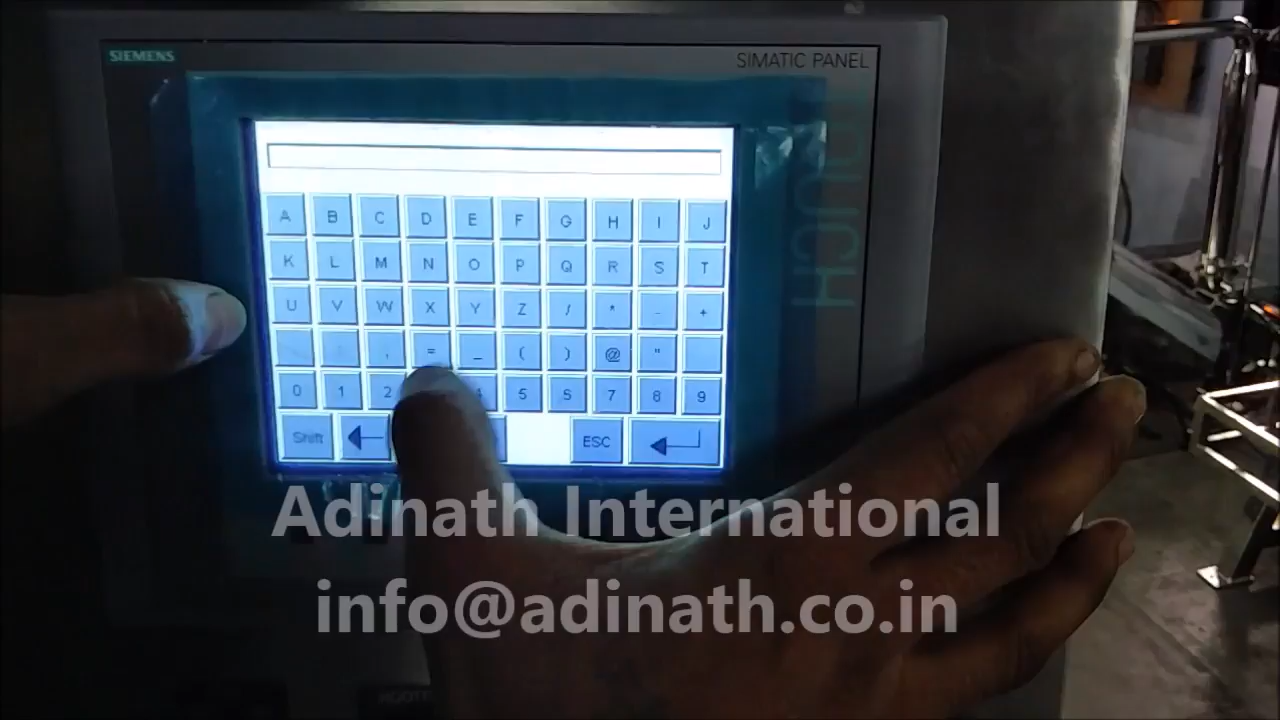 SIEMENS
SIMATIC PANEL
TOUCH
A B C D E F G H I J
K L M N O P Q R S T
U V W X Y Z / * - +
, = _ ( ) @ "
0 1 2 4 5 6 7 8 9
Shift ESC
Adinath International
info@adinath.co.in